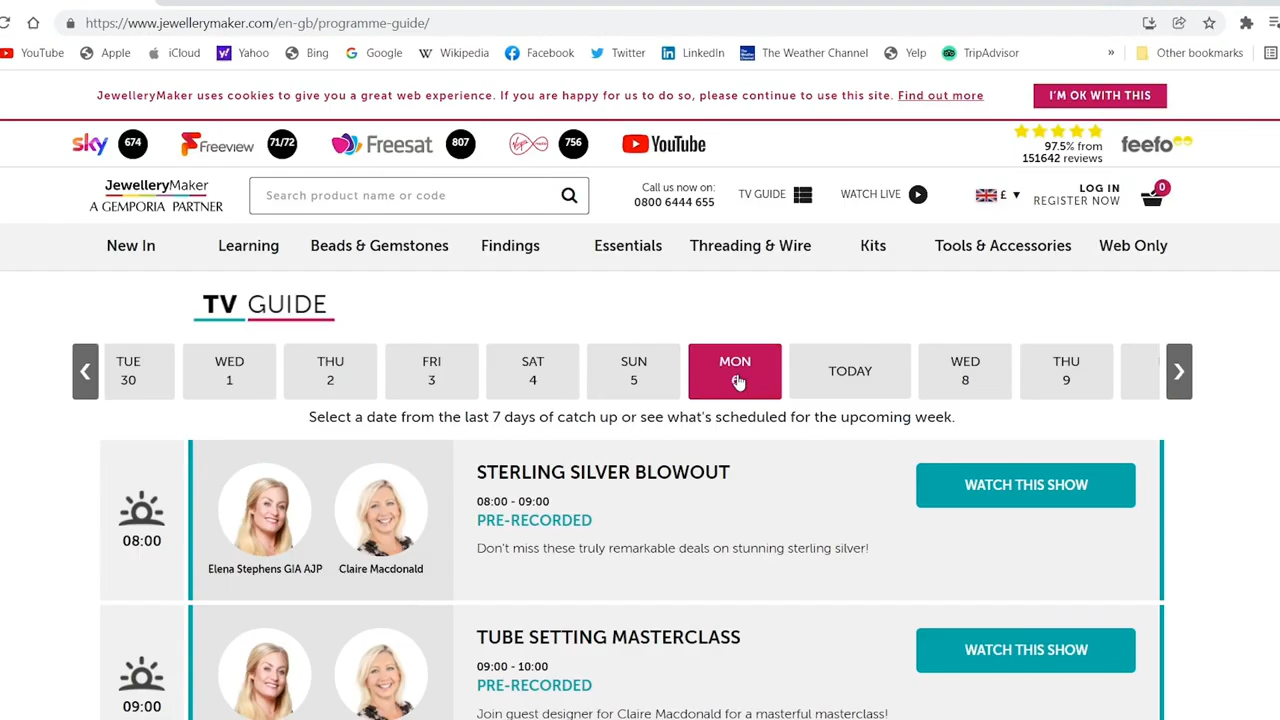 https://www.jewellerymaker.com/en-gb/programme-guide/
YouTube Apple iCloud Yahoo Bing Google Wikipedia Facebook Twitter LinkedIn The Weather Channel Yelp TripAdvisor » Other bookmarks
JewelleryMaker uses cookies to give you a great web experience. If you are happy for us to do so, please continue to use this site. Find out more I'M OK WITH THIS
sky 674 Freeview 71/72 Freesat 807 756 YouTube 97.5% from feefo
151642 reviews
JewelleryMaker
A GEMPORIA PARTNER
Search product name or code
Call us now on:
0800 6444 655
TV GUIDE
WATCH LIVE
£ ▼
LOG IN
REGISTER NOW
0
New In Learning Beads & Gemstones Findings Essentials Threading & Wire Kits Tools & Accessories Web Only
TV GUIDE
TUE WED THU FRI SAT SUN MON TODAY WED THU
30 1 2 3 4 5 8 9
Select a date from the last 7 days of catch up or see what's scheduled for the upcoming week.
08:00
Elena Stephens GIA AJP Claire Macdonald
STERLING SILVER BLOWOUT
08:00 - 09:00
PRE-RECORDED
Don't miss these truly remarkable deals on stunning sterling silver!
WATCH THIS SHOW
09:00
TUBE SETTING MASTERCLASS
09:00 - 10:00
PRE-RECORDED
Join guest designer for Claire Macdonald for a masterful masterclass!
WATCH THIS SHOW